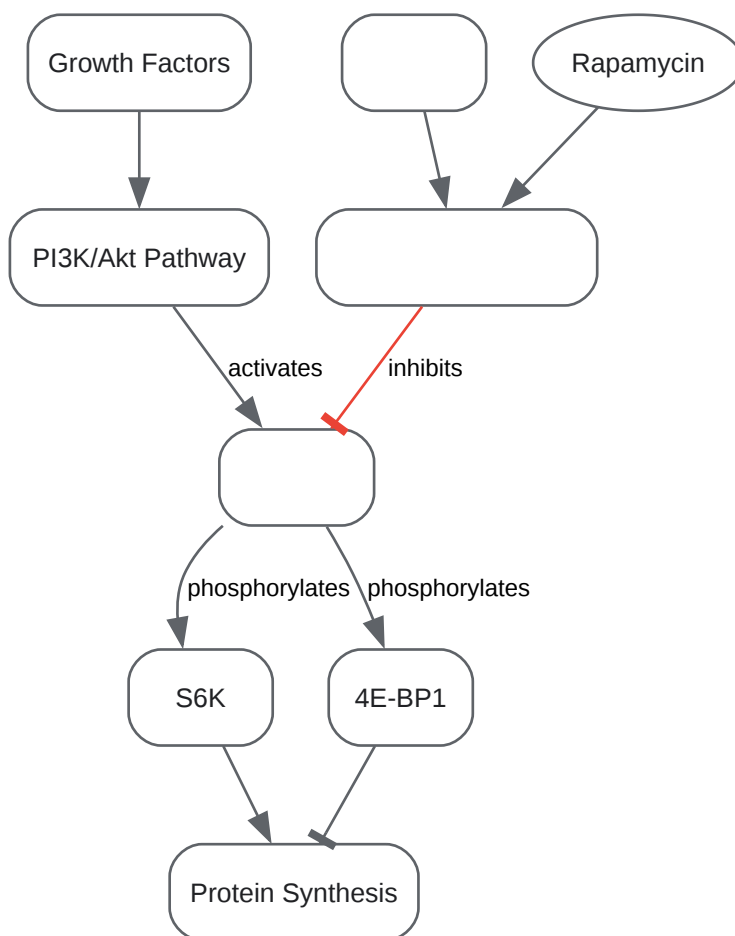 Growth Factors
Rapamycin
PI3K/Akt Pathway
activates
inhibits
phosphorylates
phosphorylates
S6K
4E-BP1
Protein Synthesis